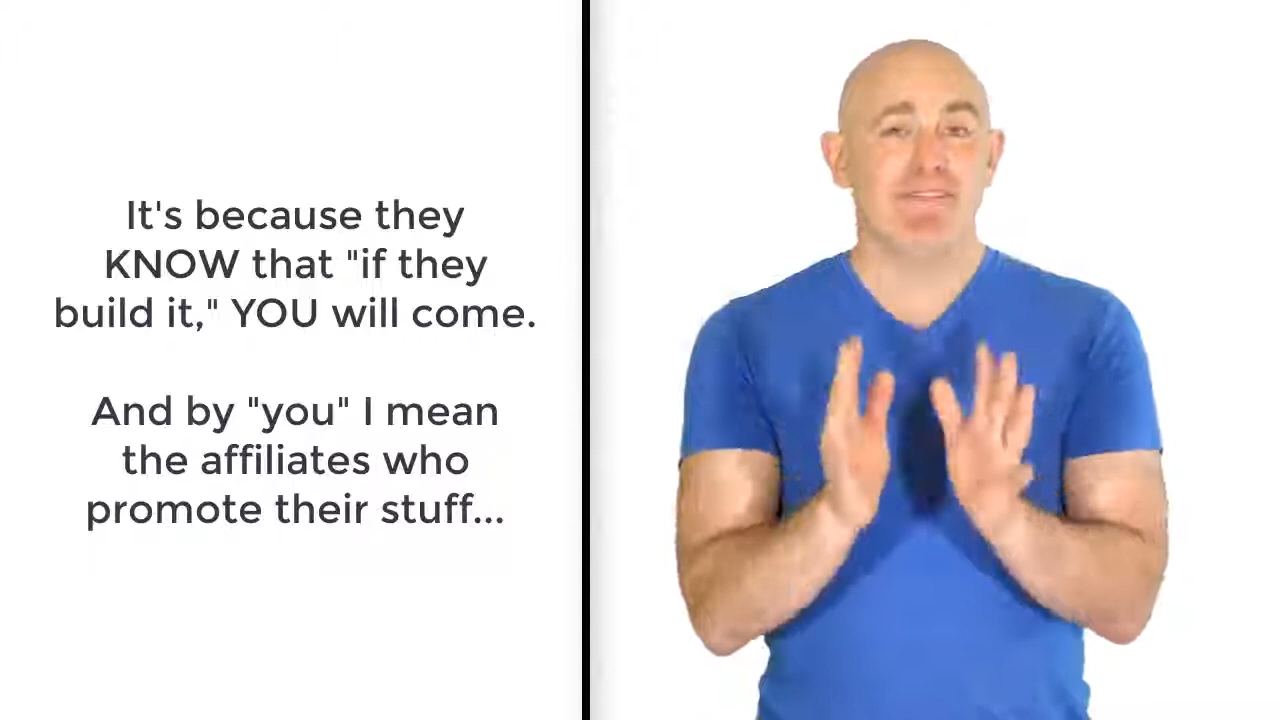 It's because they
KNOW that "if they
build it," YOU will come.
And by "you" I mean
the affiliates who
promote their stuff...